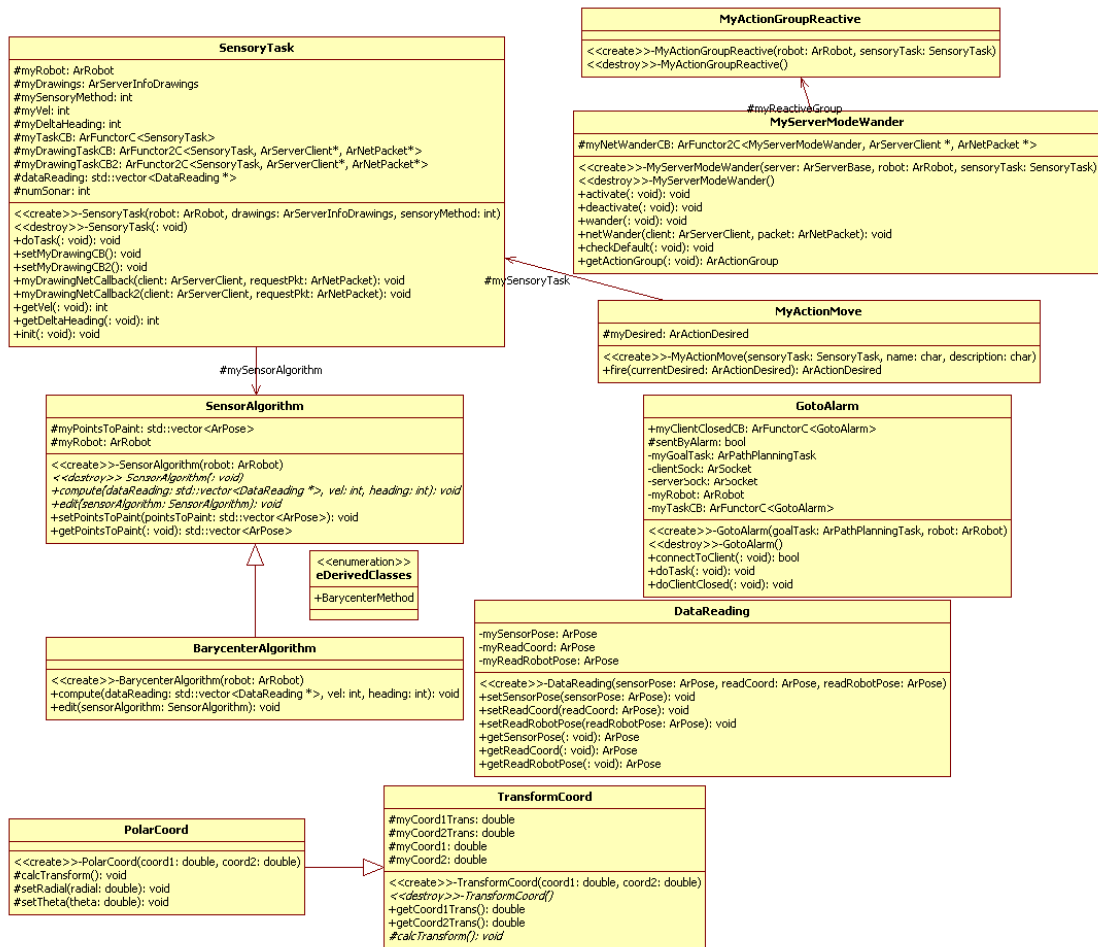 SensoryTask
#myRobot: ArRobot
#myDrawings: ArServerInfoDrawings
#mySensoryMethod: int
#myVel: int
#myDeltaHeading: int
#myTaskCB: ArFunctorC<SensoryTask>
#myDrawingTaskCB: ArFunctor2C<SensoryTask, ArServerClient*, ArNetPacket*>
#myDrawingTaskCB2: ArFunctor2C<SensoryTask, ArServerClient*, ArNetPacket*>
#dataReading: std::vector<DataReading *>
#numSonar: int
<<create>>-SensoryTask(robot: ArRobot, drawings: ArServerInfoDrawings, sensoryMethod: int)
<<destroy>>-SensoryTask(: void)
+doTask(: void): void
+setMyDrawingCB(): void
+setMyDrawingCB2(): void
+myDrawingNetCallback(client: ArServerClient, requestPkt: ArNetPacket): void
+myDrawingNetCallback2(client: ArServerClient, requestPkt: ArNetPacket): void
+getVel(: void): int
+getDeltaHeading(: void): int
+init(: void): void
MyActionGroupReactive
<<create>>-MyActionGroupReactive(robot: ArRobot, sensoryTask: SensoryTask)
<<destroy>>-MyActionGroupReactive()
#myReactiveGroup
MyServerModeWander
#myNetWanderCB: ArFunctor2C<MyServerModeWander, ArServerClient *, ArNetPacket *>
<<create>>-MyServerModeWander(server: ArServerBase, robot: ArRobot, sensoryTask: SensoryTask)
<<destroy>>-MyServerModeWander()
+activate(: void): void
+deactivate(: void): void
+wander(: void): void
+netWander(client: ArServerClient, packet: ArNetPacket): void
+checkDefault(: void): void
+getActionGroup(: void): ArActionGroup
#mySensoryTask
MyActionMove
#myDesired: ArActionDesired
<<create>>-MyActionMove(sensoryTask: SensoryTask, name: char, description: char)
+fire(currentDesired: ArActionDesired): ArActionDesired
#mySensorAlgorithm
SensorAlgorithm
#myPointsToPaint: std::vector<ArPose>
#myRobot: ArRobot
<<create>>-SensorAlgorithm(robot: ArRobot)
<<destroy>>-SensorAlgorithm(: void)
+compute(dataReading: std::vector<DataReading *>, vel: int, heading: int): void
+edit(sensorAlgorithm: SensorAlgorithm): void
+setPointsToPaint(pointsToPaint: std::vector<ArPose>): void
+getPointsToPaint(: void): std::vector<ArPose>
GotoAlarm
+myClientClosedCB: ArFunctorC<GotoAlarm>
#sentByAlarm: bool
-myGoalTask: ArPathPlanningTask
-clientSock: ArSocket
-serverSock: ArSocket
-myRobot: ArRobot
-myTaskCB: ArFunctorC<GotoAlarm>
<<create>>-GotoAlarm(goalTask: ArPathPlanningTask, robot: ArRobot)
<<destroy>>-GotoAlarm()
+connectToClient(: void): bool
+doTask(: void): void
+doClientClosed(: void): void
<<enumeration>>
eDerivedClasses
+BarycenterMethod
BarycenterAlgorithm
<<create>>-BarycenterAlgorithm(robot: ArRobot)
+compute(dataReading: std::vector<DataReading *>, vel: int, heading: int): void
+edit(sensorAlgorithm: SensorAlgorithm): void
DataReading
-mySensorPose: ArPose
-myReadCoord: ArPose
-myReadRobotPose: ArPose
<<create>>-DataReading(sensorPose: ArPose, readCoord: ArPose, readRobotPose: ArPose)
+setSensorPose(sensorPose: ArPose): void
+setReadCoord(readCoord: ArPose): void
+setReadRobotPose(readRobotPose: ArPose): void
+getSensorPose(: void): ArPose
+getReadCoord(: void): ArPose
+getReadRobotPose(: void): ArPose
PolarCoord
<<create>>-PolarCoord(coord1: double, coord2: double)
#calcTransform(): void
#setRadial(radial: double): void
#setTheta(theta: double): void
TransformCoord
#myCoord1Trans: double
#myCoord2Trans: double
#myCoord1: double
#myCoord2: double
<<create>>-TransformCoord(coord1: double, coord2: double)
<<destroy>>-TransformCoord()
+getCoord1Trans(): double
+getCoord2Trans(): double
#calcTransform(): void